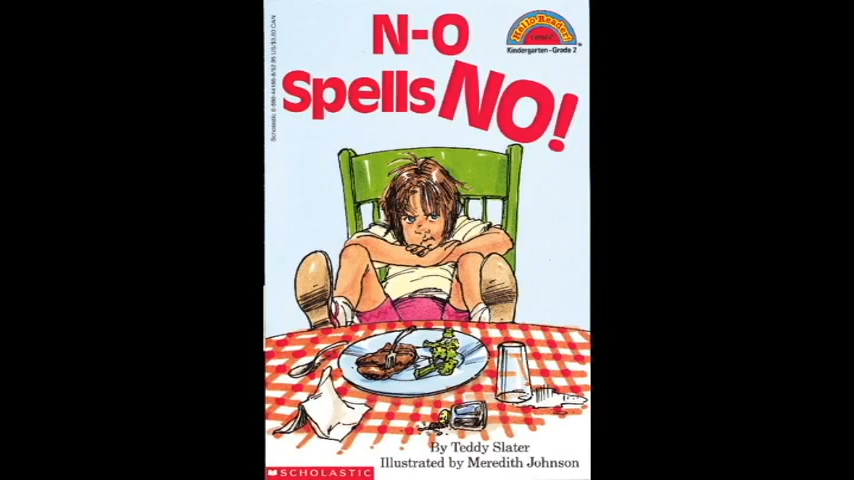 N-O
Spells NO!
Hello Reader!
Kindergarten-Grade 2
By Teddy Slater
Illustrated by Meredith Johnson
SCHOLASTIC